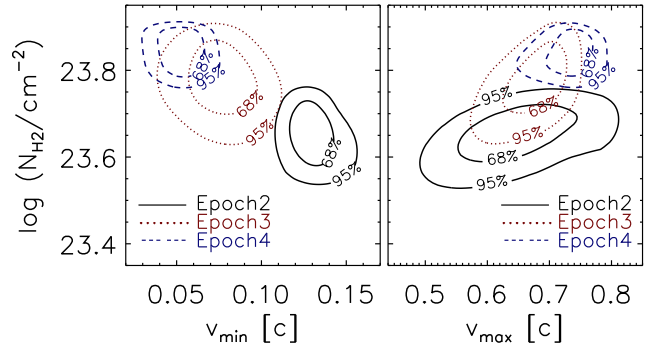 log (N_H2/cm^-2)
23.8
23.6
23.4
68%
95%
68%
95%
68%
95%
Epoch2
Epoch3
Epoch4
0.05
0.10
0.15
v_min [c]
68%
95%
95%
68%
95%
68%
95%
Epoch2
Epoch3
Epoch4
0.5
0.6
0.7
0.8
v_max [c]